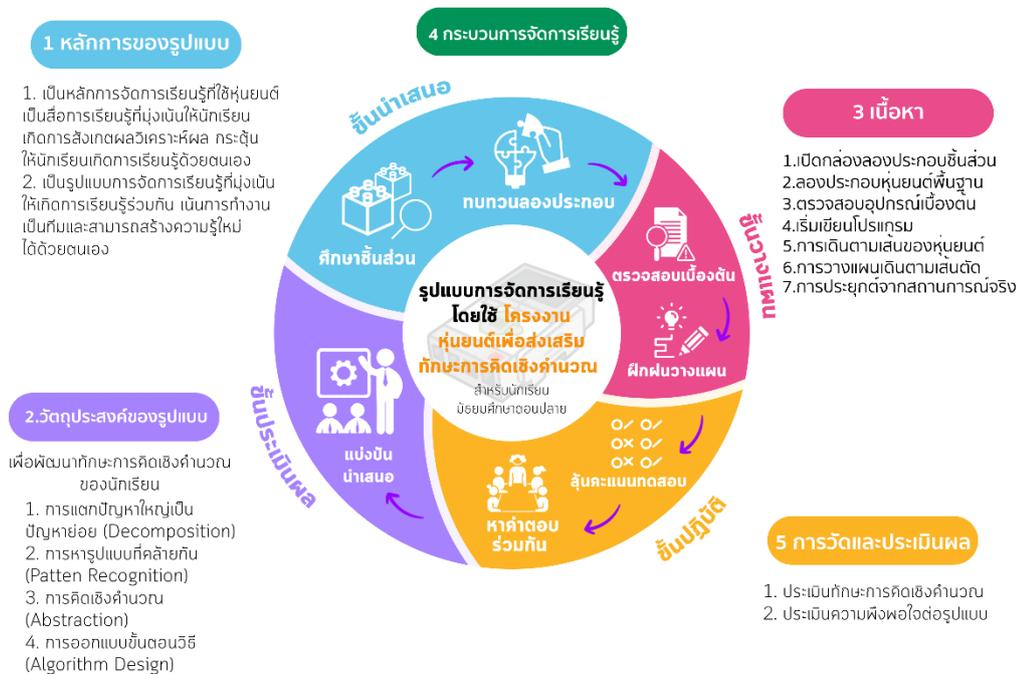 4 กระบวนการจัดการเรียนรู้
1 หลักการของรูปแบบ
1. เป็นหลักการจัดการเรียนรู้ที่ใช้หุ่นยนต์
เป็นสื่อการเรียนรู้ที่มุ่งเน้นให้นักเรียน
เกิดการสังเกตผลวิเคราะห์ผล กระตุ้น
ให้นักเรียนเกิดการเรียนรู้ด้วยตนเอง
2. เป็นรูปแบบการจัดการเรียนรู้ที่มุ่งเน้น
ให้เกิดการเรียนรู้ร่วมกัน เน้นการทำงาน
เป็นทีมและสามารถสร้างความรู้ใหม่
ได้ด้วยตนเอง
2.วัตถุประสงค์ของรูปแบบ
เพื่อพัฒนาทักษะการคิดเชิงคำนวณ
ของนักเรียน
1. การแตกปัญหาใหญ่เป็น
ปัญหาย่อย (Decomposition)
2. การหารูปแบบที่คล้ายกัน
(Patten Recognition)
3. การคิดเชิงคำนวณ
(Abstraction)
4. การออกแบบขั้นตอนวิธี
(Algorithm Design)
ขั้นนำเสนอ
ศึกษาชิ้นส่วน
ทบทวนลองประกอบ
ขั้นวางแผน
ตรวจสอบเบื้องต้น
ฝึกฝนวางแผน
ขั้นปฏิบัติ
ลุ้นคะแนนทดสอบ
หาคำตอบ
ร่วมกัน
ขั้นประเมินผล
แบ่งปัน
นำเสนอ
รูปแบบการจัดการเรียนรู้
โดยใช้ โครงงาน
หุ่นยนต์เพื่อส่งเสริม
ทักษะการคิดเชิงคำนวณ
สำหรับนักเรียน
มัธยมศึกษาตอนปลาย
3 เนื้อหา
1.เปิดกล่องลองประกอบชิ้นส่วน
2.ลองประกอบหุ่นยนต์พื้นฐาน
3.ตรวจสอบอุปกรณ์เบื้องต้น
4.เริ่มเขียนโปรแกรม
5.การเดินตามเส้นของหุ่นยนต์
6.การวางแผนเดินตามเส้นตัด
7.การประยุกต์จากสถานการณ์จริง
5 การวัดและประเมินผล
1. ประเมินทักษะการคิดเชิงคำนวณ
2. ประเมินความพึงพอใจต่อรูปแบบ